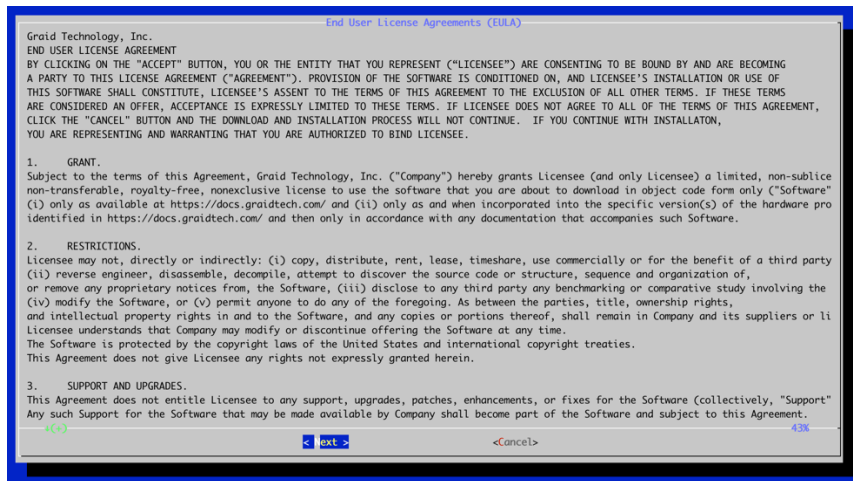 End User License Agreements (EULA)
Graid Technology, Inc.
END USER LICENSE AGREEMENT
BY CLICKING ON THE "ACCEPT" BUTTON, YOU OR THE ENTITY THAT YOU REPRESENT (“LICENSEE”) ARE CONSENTING TO BE BOUND BY AND ARE BECOMING
A PARTY TO THIS LICENSE AGREEMENT ("AGREEMENT"). PROVISION OF THE SOFTWARE IS CONDITIONED ON, AND LICENSEE'S INSTALLATION OR USE OF
THIS SOFTWARE SHALL CONSTITUTE, LICENSEE'S ASSENT TO THE TERMS OF THIS AGREEMENT TO THE EXCLUSION OF ALL OTHER TERMS. IF THESE TERMS
ARE CONSIDERED AN OFFER, ACCEPTANCE IS EXPRESSLY LIMITED TO THESE TERMS. IF LICENSEE DOES NOT AGREE TO ALL OF THE TERMS OF THIS AGREEMENT,
CLICK THE "CANCEL" BUTTON AND THE DOWNLOAD AND INSTALLATION PROCESS WILL NOT CONTINUE.  IF YOU CONTINUE WITH INSTALLATON,
YOU ARE REPRESENTING AND WARRANTING THAT YOU ARE AUTHORIZED TO BIND LICENSEE.
1.     GRANT.
Subject to the terms of this Agreement, Graid Technology, Inc. ("Company") hereby grants Licensee (and only Licensee) a limited, non-sublice
non-transferable, royalty-free, nonexclusive license to use the software that you are about to download in object code form only ("Software"
(i) only as available at https://docs.graidtech.com/ and (ii) only as and when incorporated into the specific version(s) of the hardware pro
identified in https://docs.graidtech.com/ and then only in accordance with any documentation that accompanies such Software.
2.     RESTRICTIONS.
Licensee may not, directly or indirectly: (i) copy, distribute, rent, lease, timeshare, use commercially or for the benefit of a third party
(ii) reverse engineer, disassemble, decompile, attempt to discover the source code or structure, sequence and organization of,
or remove any proprietary notices from, the Software, (iii) disclose to any third party any benchmarking or comparative study involving the
(iv) modify the Software, or (v) permit anyone to do any of the foregoing. As between the parties, title, ownership rights,
and intellectual property rights in and to the Software, and any copies or portions thereof, shall remain in Company and its suppliers or li
Licensee understands that Company may modify or discontinue offering the Software at any time.
The Software is protected by the copyright laws of the United States and international copyright treaties.
This Agreement does not give Licensee any rights not expressly granted herein.
3.     SUPPORT AND UPGRADES.
This Agreement does not entitle Licensee to any support, upgrades, patches, enhancements, or fixes for the Software (collectively, "Support"
Any such Support for the Software that may be made available by Company shall become part of the Software and subject to this Agreement.
43%
< Next > <Cancel>